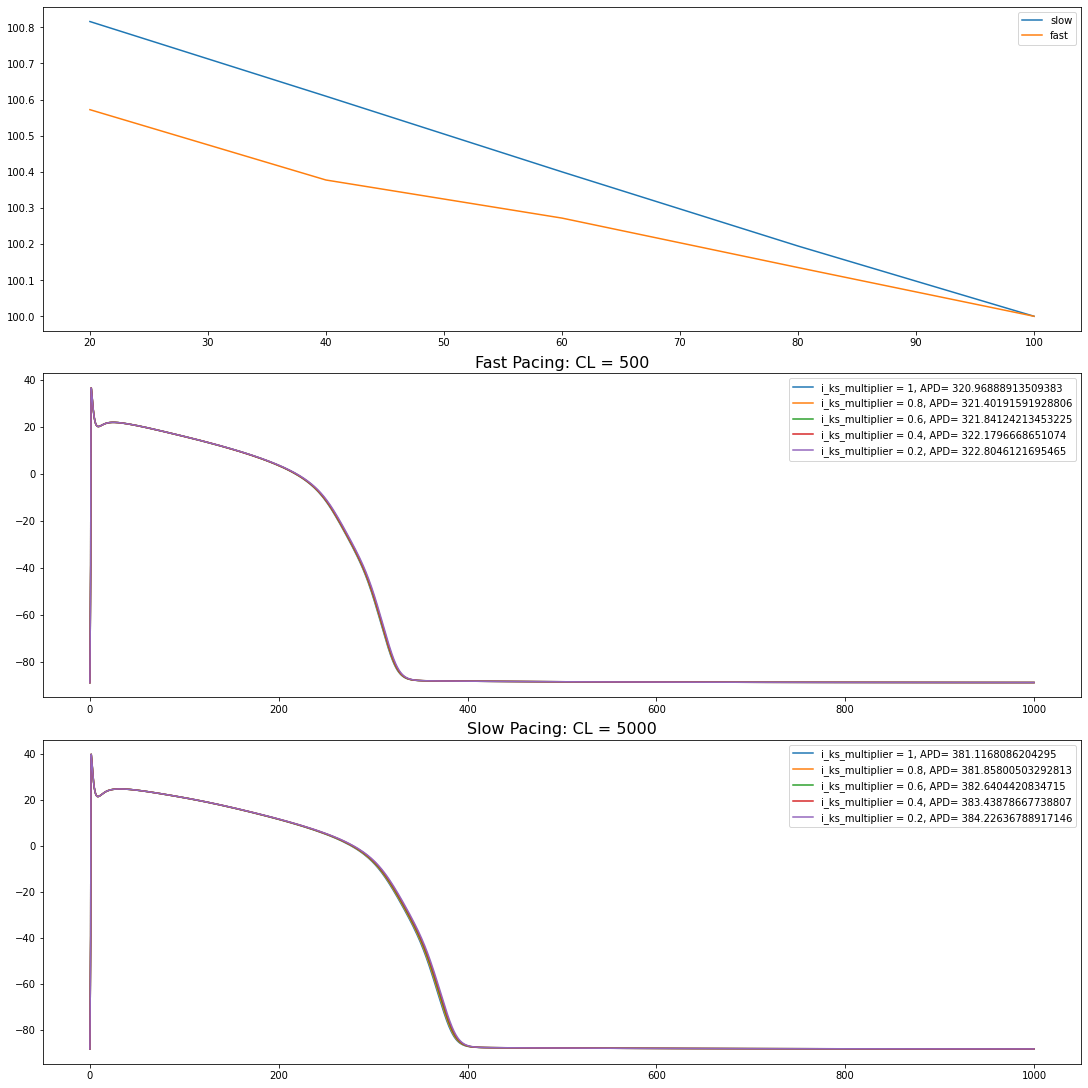 100.8
100.7
100.6
100.5
100.4
100.3
100.2
100.1
100.0
slow
fast
20 30 40 50 60 70 80 90 100
Fast Pacing: CL = 500
40
20
0
−20
−40
−60
−80
i_ks_multiplier = 1, APD= 320.96888913509383
i_ks_multiplier = 0.8, APD= 321.40191591928806
i_ks_multiplier = 0.6, APD= 321.84124213453225
i_ks_multiplier = 0.4, APD= 322.1796668651074
i_ks_multiplier = 0.2, APD= 322.8046121695465
0 200 400 600 800 1000
Slow Pacing: CL = 5000
40
20
0
−20
−40
−60
−80
i_ks_multiplier = 1, APD= 381.1168086204295
i_ks_multiplier = 0.8, APD= 381.85800503292813
i_ks_multiplier = 0.6, APD= 382.6404420834715
i_ks_multiplier = 0.4, APD= 383.43878667738807
i_ks_multiplier = 0.2, APD= 384.22636788917146
0 200 400 600 800 1000